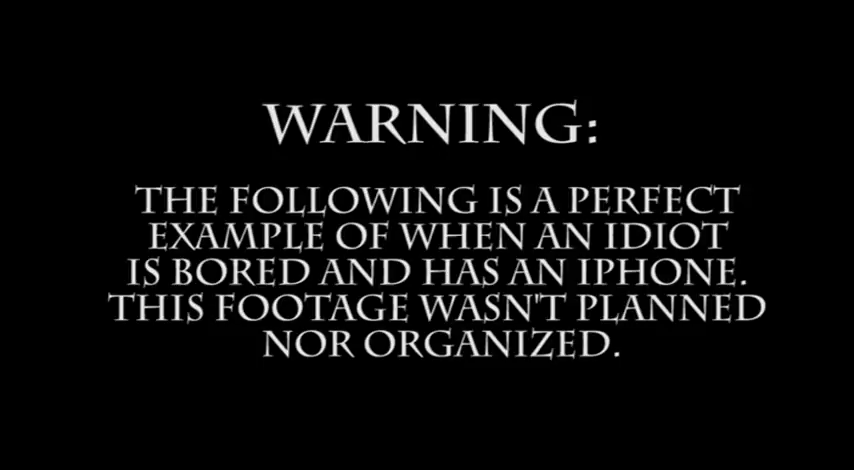 WARNING:
THE FOLLOWING IS A PERFECT
EXAMPLE OF WHEN AN IDIOT
IS BORED AND HAS AN IPHONE.
THIS FOOTAGE WASN'T PLANNED
NOR ORGANIZED.